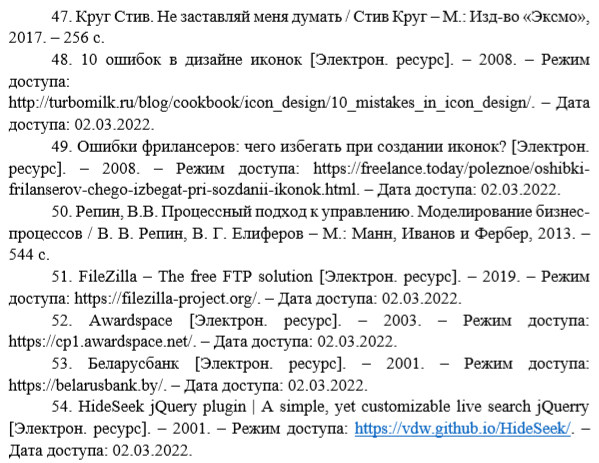 47. Круг Стив. Не заставляй меня думать / Стив Круг – М.: Изд-во «Эксмо»,
2017. – 256 с.
48. 10 ошибок в дизайне иконок [Электрон. ресурс]. – 2008. – Режим
доступа:
http://turbomilk.ru/blog/cookbook/icon_design/10_mistakes_in_icon_design/. – Дата
доступа: 02.03.2022.
49. Ошибки фрилансеров: чего избегать при создании иконок? [Электрон.
ресурс]. – 2008. – Режим доступа: https://freelance.today/poleznoe/oshibki-
frilanserov-chego-izbegat-pri-sozdanii-ikonok.html. – Дата доступа: 02.03.2022.
50. Репин, В.В. Процессный подход к управлению. Моделирование бизнес-
процессов / В. В. Репин, В. Г. Елиферов – М.: Манн, Иванов и Фербер, 2013. –
544 с.
51. FileZilla – The free FTP solution [Электрон. ресурс]. – 2019. – Режим
доступа: https://filezilla-project.org/. – Дата доступа: 02.03.2022.
52. Awardspace [Электрон. ресурс]. – 2003. – Режим доступа:
https://cp1.awardspace.net/. – Дата доступа: 02.03.2022.
53. Беларусбанк [Электрон. ресурс]. – 2001. – Режим доступа:
https://belarusbank.by/. – Дата доступа: 02.03.2022.
54. HideSeek jQuery plugin | A simple, yet customizable live search jQuerry
[Электрон. ресурс]. – 2001. – Режим доступа: https://vdw.github.io/HideSeek/. –
Дата доступа: 02.03.2022.